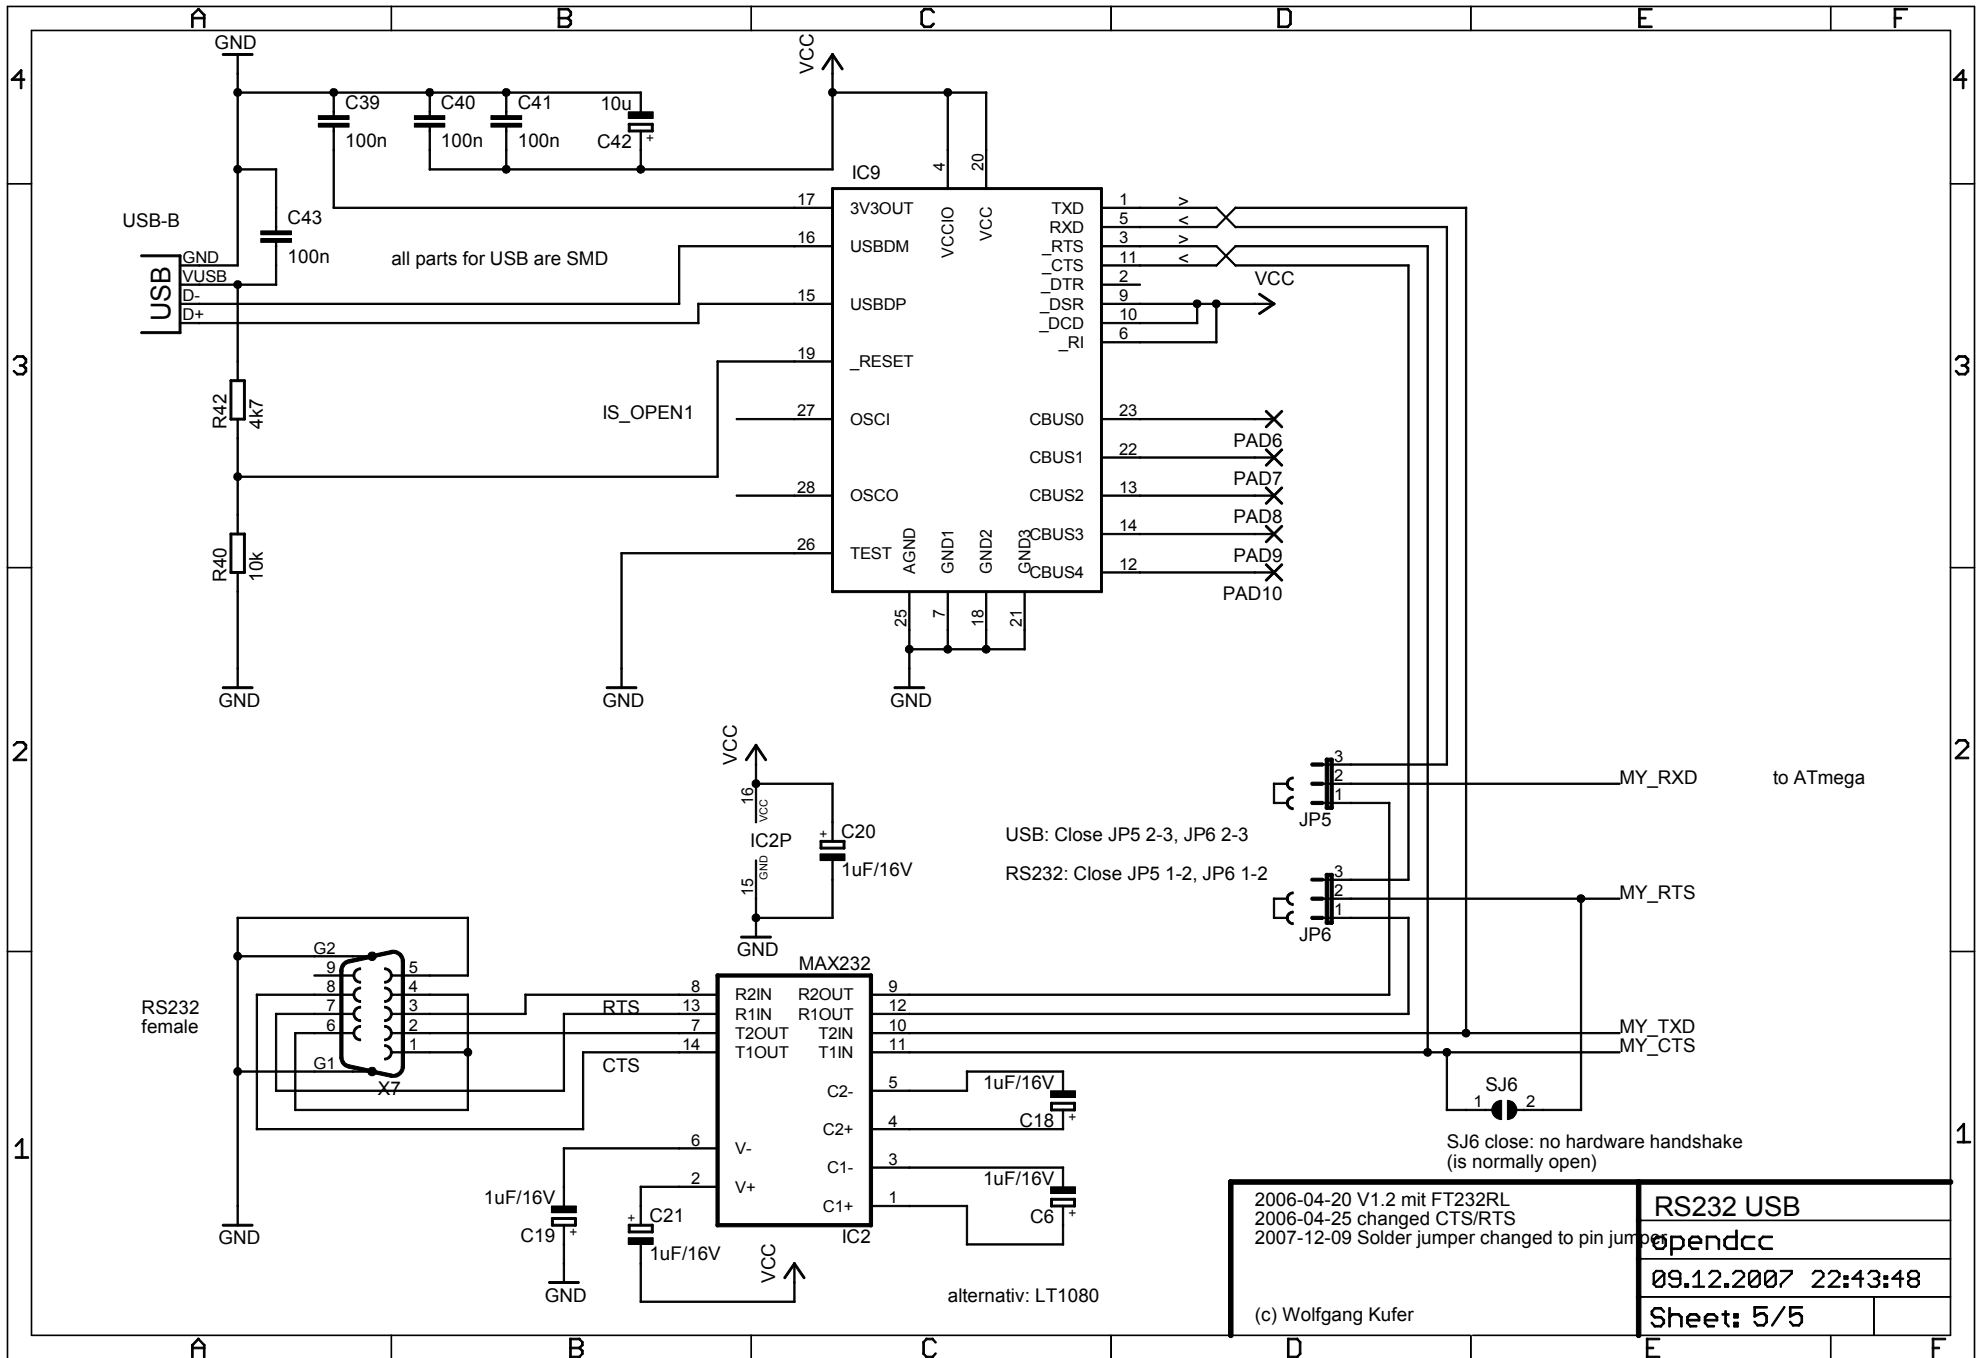 A B C D E F
4 4
3 3
2 2
1 1
A B C D E F
GND
VCC
C39
100n
C40
100n
C41
100n
10u
C42
+
IC9
4
20
USB-B
C43
100n
all parts for USB are SMD
USB
GND
VUSB
D-
D+
R42
4k7
R40
10k
IS_OPEN1
GND
GND
GND
17 3V3OUT
16 USBDM
15 USBDP
19 _RESET
27 OSCI
28 OSCO
26 TEST
VCCIO
VCC
AGND
GND1
GND2
GND3
25
7
18
21
TXD 1 >
RXD 5 <
_RTS 3 >
_CTS 11 <
_DTR 2
_DSR 9
_DCD 10
_RI 6
VCC
CBUS0 23
PAD6
CBUS1 22
PAD7
CBUS2 13
PAD8
CBUS3 14
PAD9
CBUS4 12
PAD10
VCC
16
VCC
IC2P
15
GND
+
C20
1uF/16V
GND
USB: Close JP5 2-3, JP6 2-3
RS232: Close JP5 1-2, JP6 1-2
3
2
1
JP5
3
2
1
JP6
MY_RXD
to ATmega
MY_RTS
MY_TXD
MY_CTS
RS232
female
G2
9
8
7
6
G1
5
4
3
2
1
X7
GND
RTS
CTS
MAX232
8 R2IN R2OUT 9
13 R1IN R1OUT 12
7 T2OUT T2IN 10
14 T1OUT T1IN 11
C2- 5
C2+ 4
C1- 3
C1+ 1
6 V-
2 V+
IC2
1uF/16V
C18
+
1uF/16V
C6
+
1uF/16V
C19
+
GND
+
C21
1uF/16V
VCC
alternativ: LT1080
SJ6
1 2
SJ6 close: no hardware handshake
(is normally open)
2006-04-20 V1.2 mit FT232RL
2006-04-25 changed CTS/RTS
2007-12-09 Solder jumper changed to pin jumper
(c) Wolfgang Kufer
RS232 USB
opendcc
09.12.2007 22:43:48
Sheet: 5/5